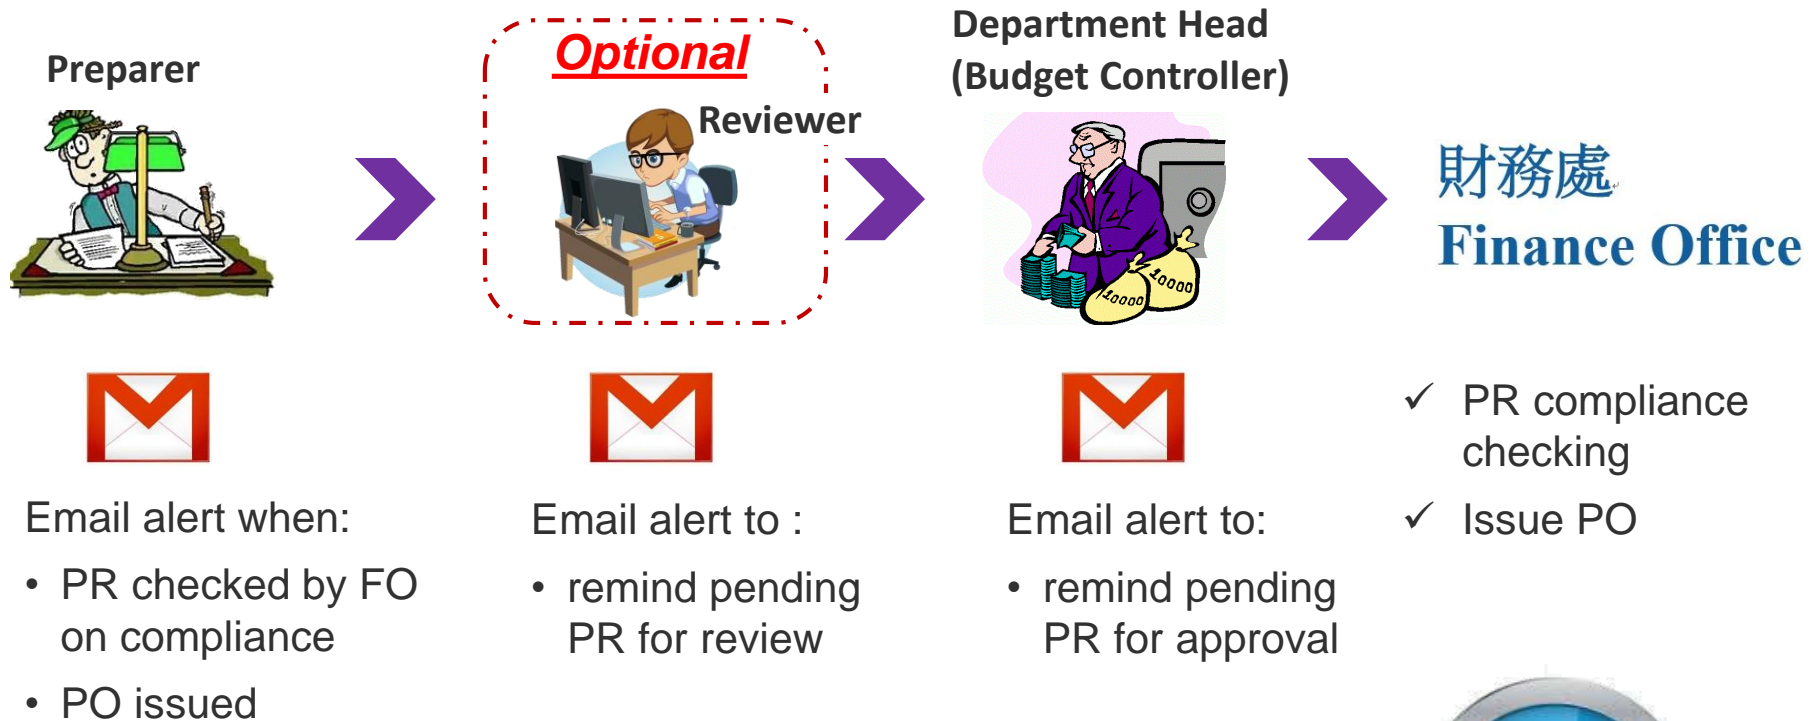 Preparer
Optional
Reviewer
Department Head
(Budget Controller)
10000
10000
財務處
Finance Office
Email alert when:
• PR checked by FO
on compliance
• PO issued
Email alert to :
• remind pending
PR for review
Email alert to:
• remind pending
PR for approval
✓ PR compliance
checking
✓ Issue PO